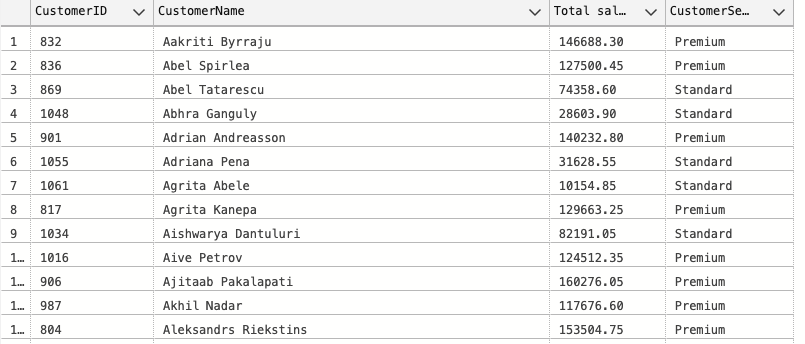 CustomerID CustomerName Total sal… CustomerSe…
1 832 Aakriti Byrraju 146688.30 Premium
2 836 Abel Spirlea 127500.45 Premium
3 869 Abel Tatarescu 74358.60 Standard
4 1048 Abhra Ganguly 28603.90 Standard
5 901 Adrian Andreasson 140232.80 Premium
6 1055 Adriana Pena 31628.55 Standard
7 1061 Agrita Abele 10154.85 Standard
8 817 Agrita Kanepa 129663.25 Premium
9 1034 Aishwarya Dantuluri 82191.05 Standard
1… 1016 Aive Petrov 124512.35 Premium
1… 906 Ajitaab Pakalapati 160276.05 Premium
1… 987 Akhil Nadar 117676.60 Premium
1… 804 Aleksandrs Riekstins 153504.75 Premium